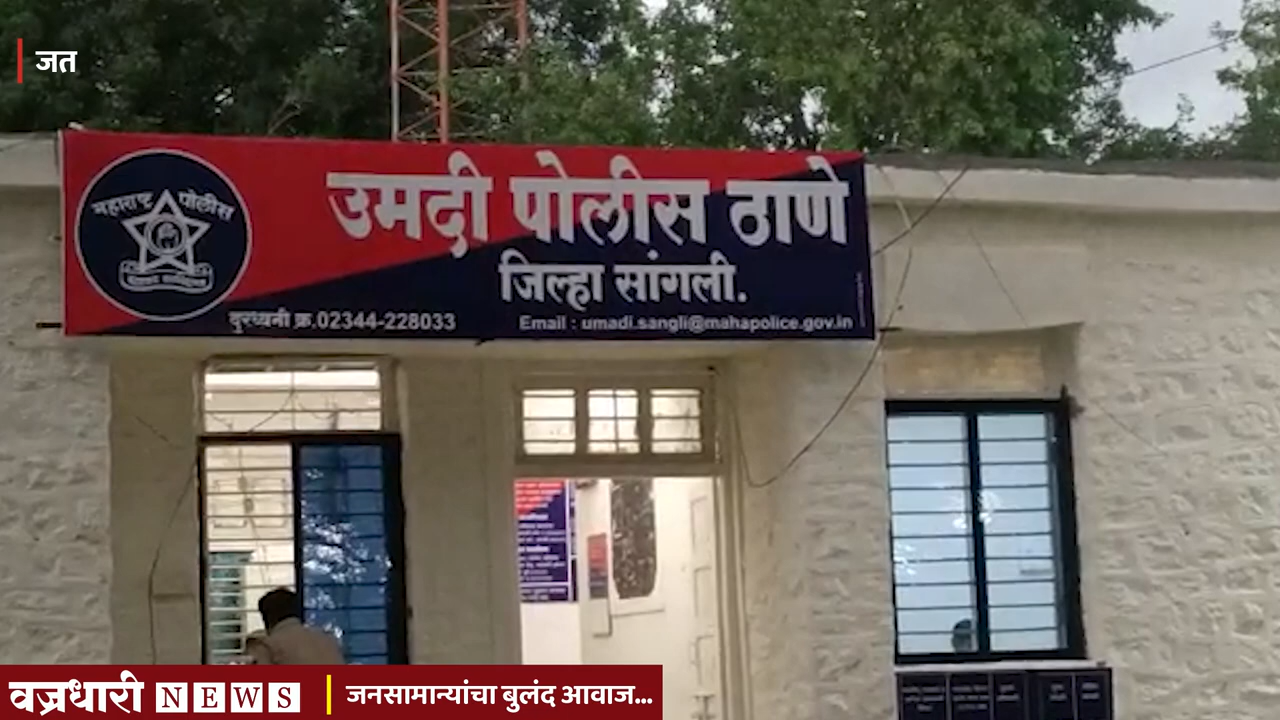 जत
महाराष्ट्र पोलीस
उमदी पोलीस ठाणे
जिल्हा सांगली.
दुरध्वनी क्र.02344-228033
Email : umadi.sangli@mahapolice.gov.in
वज्रधारी NEWS
जनसामान्यांचा बुलंद आवाज...